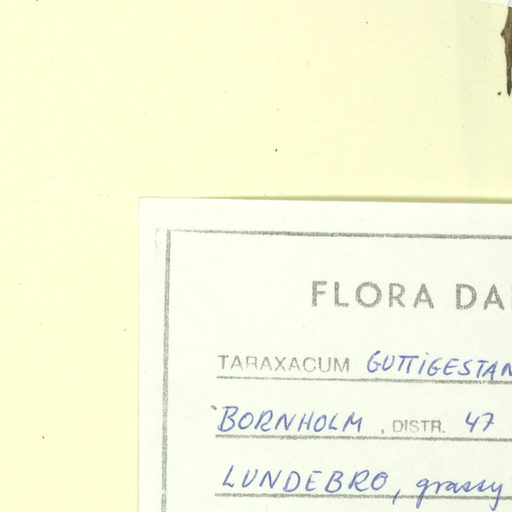 FLORA DA
TARAXACUM GUTTIGESTAN
BORNHOLM , DISTR. 47
LUNDEBRO, grassy